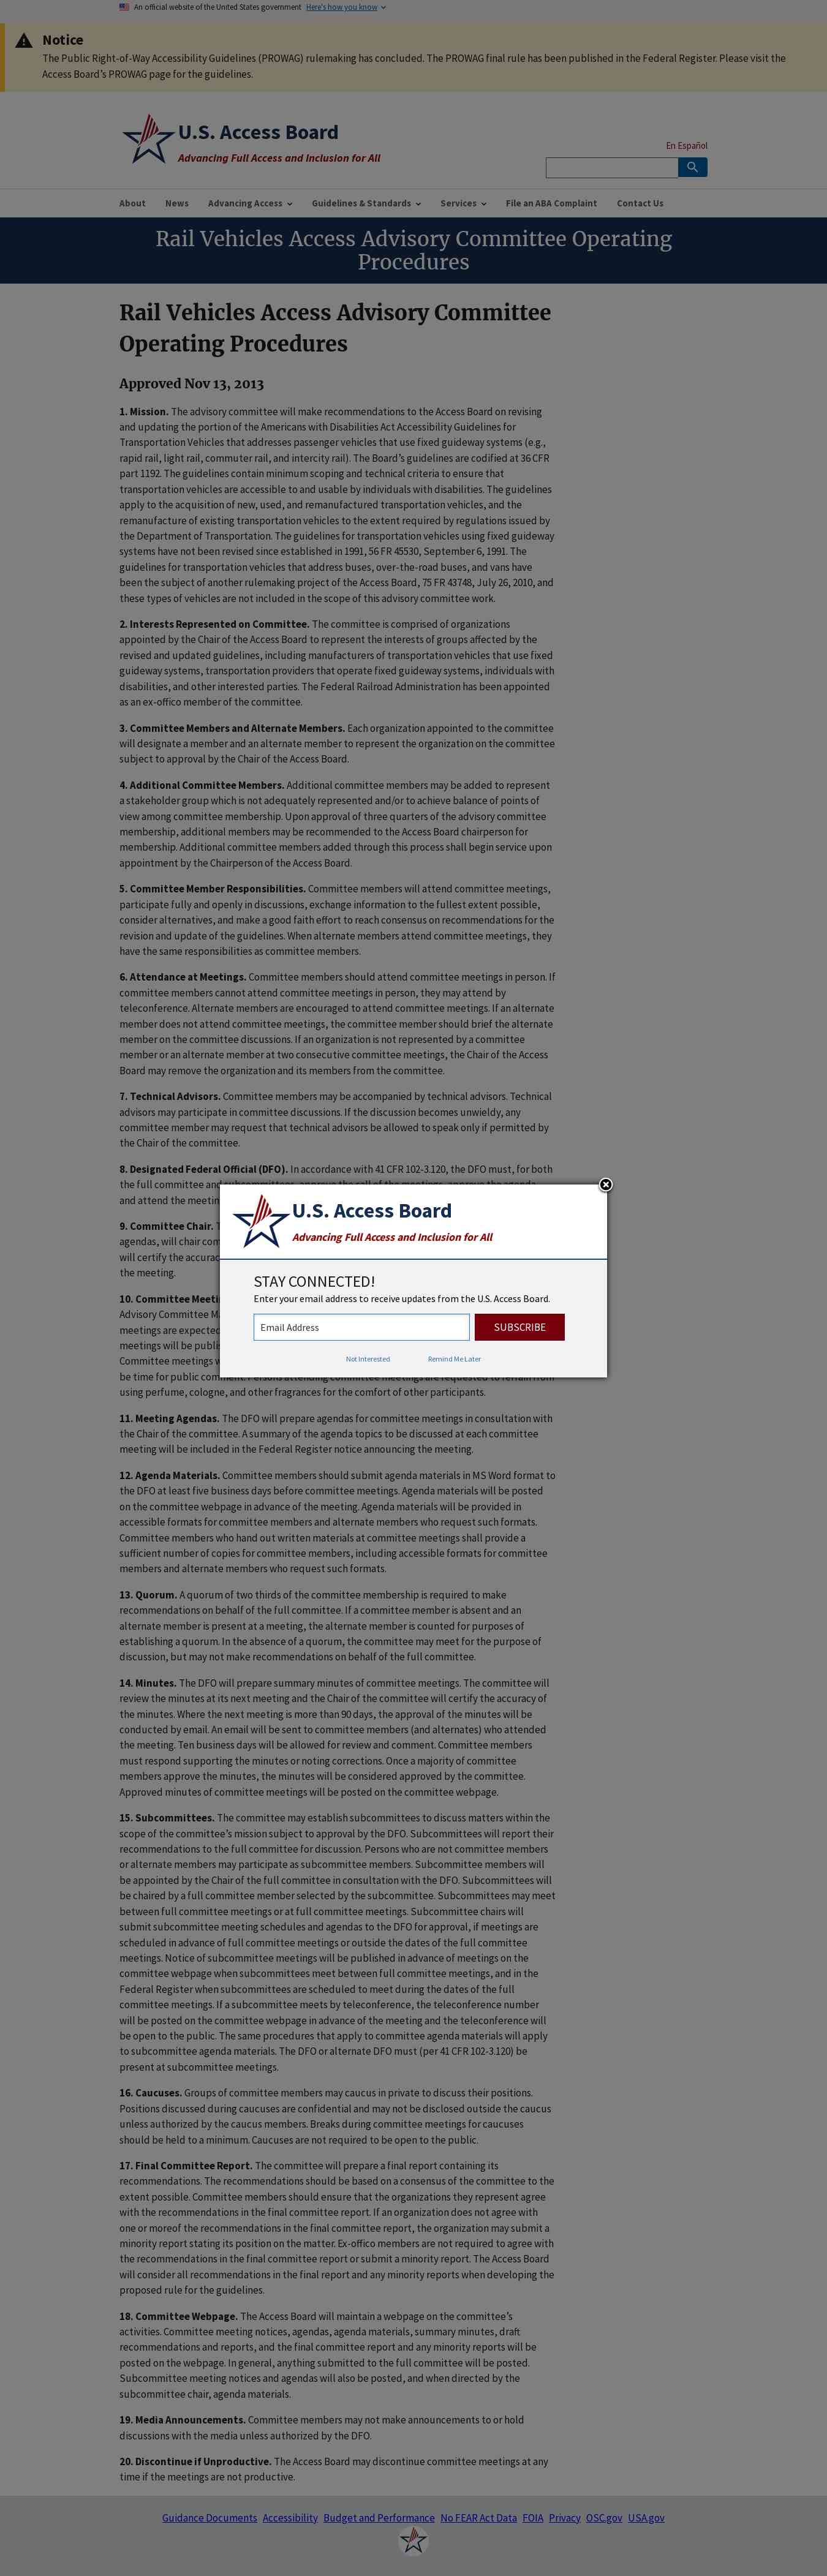 An official website of the United States government Here's how you know
Notice
The Public Right-of-Way Accessibility Guidelines (PROWAG) rulemaking has concluded. The PROWAG final rule has been published in the Federal Register. Please visit the
Access Board's PROWAG page for the guidelines.
U.S. Access Board
Advancing Full Access and Inclusion for All
En Español
About News Advancing Access Guidelines & Standards Services File an ABA Complaint Contact Us
Rail Vehicles Access Advisory Committee Operating
Procedures
Rail Vehicles Access Advisory Committee
Operating Procedures
Approved Nov 13, 2013
1. Mission. The advisory committee will make recommendations to the Access Board on revising
and updating the portion of the Americans with Disabilities Act Accessibility Guidelines for
Transportation Vehicles that addresses passenger vehicles that use fixed guideway systems (e.g.,
rapid rail, light rail, commuter rail, and intercity rail). The Board's guidelines are codified at 36 CFR
part 1192. The guidelines contain minimum scoping and technical criteria to ensure that
transportation vehicles are accessible to and usable by individuals with disabilities. The guidelines
apply to the acquisition of new, used, and remanufactured transportation vehicles, and the
remanufacture of existing transportation vehicles to the extent required by regulations issued by
the Department of Transportation. The guidelines for transportation vehicles using fixed guideway
systems have not been revised since established in 1991, 56 FR 45530, September 6, 1991. The
guidelines for transportation vehicles that address buses, over-the-road buses, and vans have
been the subject of another rulemaking project of the Access Board, 75 FR 43748, July 26, 2010, and
these types of vehicles are not included in the scope of this advisory committee work.
2. Interests Represented on Committee. The committee is comprised of organizations
appointed by the Chair of the Access Board to represent the interests of groups affected by the
revised and updated guidelines, including manufacturers of transportation vehicles that use fixed
guideway systems, transportation providers that operate fixed guideway systems, individuals with
disabilities, and other interested parties. The Federal Railroad Administration has been appointed
as an ex-offico member of the committee.
3. Committee Members and Alternate Members. Each organization appointed to the committee
will designate a member and an alternate member to represent the organization on the committee
subject to approval by the Chair of the Access Board.
4. Additional Committee Members. Additional committee members may be added to represent
a stakeholder group which is not adequately represented and/or to achieve balance of points of
view among committee membership. Upon approval of three quarters of the advisory committee
membership, additional members may be recommended to the Access Board chairperson for
membership. Additional committee members added through this process shall begin service upon
appointment by the Chairperson of the Access Board.
5. Committee Member Responsibilities. Committee members will attend committee meetings,
participate fully and openly in discussions, exchange information to the fullest extent possible,
consider alternatives, and make a good faith effort to reach consensus on recommendations for the
revision and update of the guidelines. When alternate members attend committee meetings, they
have the same responsibilities as committee members.
6. Attendance at Meetings. Committee members should attend committee meetings in person. If
committee members cannot attend committee meetings in person, they may attend by
teleconference. Alternate members are encouraged to attend committee meetings. If an alternate
member does not attend committee meetings, the committee member should brief the alternate
member on the committee discussions. If an organization is not represented by a committee
member or an alternate member at two consecutive committee meetings, the Chair of the Access
Board may remove the organization and its members from the committee.
7. Technical Advisors. Committee members may be accompanied by technical advisors. Technical
advisors may participate in committee discussions. If the discussion becomes unwieldy, any
committee member may request that technical advisors be allowed to speak only if permitted by
the Chair of the committee.
8. Designated Federal Official (DFO). In accordance with 41 CFR 102-3.120, the DFO must, for both
the full committee and
and attend the meetin
9. Committee Chair.
agendas, will chair com
will certify the accurac
the meeting.
10. Committee Meetin
Advisory Committee Ma
meetings are expected
meetings will be publis
Committee meetings w
be time for public
using perfume, cologne, and other fragrances for the comfort of other participants.
U.S. Access Board
Advancing Full Access and Inclusion for All
STAY CONNECTED!
Enter your email address to receive updates from the U.S. Access Board.
Email Address SUBSCRIBE
Not Interested Remind Me Later
11. Meeting Agendas. The DFO will prepare agendas for committee meetings in consultation with
the Chair of the committee. A summary of the agenda topics to be discussed at each committee
meeting will be included in the Federal Register notice announcing the meeting.
12. Agenda Materials. Committee members should submit agenda materials in MS Word format to
the DFO at least five business days before committee meetings. Agenda materials will be posted
on the committee webpage in advance of the meeting. Agenda materials will be provided in
accessible formats for committee members and alternate members who request such formats.
Committee members who hand out written materials at committee meetings shall provide a
sufficient number of copies for committee members, including accessible formats for committee
members and alternate members who request such formats.
13. Quorum. A quorum of two thirds of the committee membership is required to make
recommendations on behalf of the full committee. If a committee member is absent and an
alternate member is present at a meeting, the alternate member is counted for purposes of
establishing a quorum. In the absence of a quorum, the committee may meet for the purpose of
discussion, but may not make recommendations on behalf of the full committee.
14. Minutes. The DFO will prepare summary minutes of committee meetings. The committee will
review the minutes at its next meeting and the Chair of the committee will certify the accuracy of
the minutes. Where the next meeting is more than 90 days, the approval of the minutes will be
conducted by email. An email will be sent to committee members (and alternates) who attended
the meeting. Ten business days will be allowed for review and comment. Committee members
must respond supporting the minutes or noting corrections. Once a majority of committee
members approve the minutes, the minutes will be considered approved by the committee.
Approved minutes of committee meetings will be posted on the committee webpage.
15. Subcommittees. The committee may establish subcommittees to discuss matters within the
scope of the committee's mission subject to approval by the DFO. Subcommittees will report their
recommendations to the full committee for discussion. Persons who are not committee members
or alternate members may participate as subcommittee members. Subcommittee members will
be appointed by the Chair of the full committee in consultation with the DFO. Subcommittees will
be chaired by a full committee member selected by the subcommittee. Subcommittees may meet
between full committee meetings or at full committee meetings. Subcommittee chairs will
submit subcommittee meeting schedules and agendas to the DFO for approval, if meetings are
scheduled in advance of full committee meetings or outside the dates of the full committee
meetings. Notice of subcommittee meetings will be published in advance of meetings on the
committee webpage when subcommittees meet between full committee meetings, and in the
Federal Register when subcommittees are scheduled to meet during the dates of the full
committee meetings. If a subcommittee meets by teleconference, the teleconference number
will be posted on the committee webpage in advance of the meeting and the teleconference will
be open to the public. The same procedures that apply to committee agenda materials will apply
to subcommittee agenda materials. The DFO or alternate DFO must (per 41 CFR 102-3.120) be
present at subcommittee meetings.
16. Caucuses. Groups of committee members may caucus in private to discuss their positions.
Positions discussed during caucuses are confidential and may not be disclosed outside the caucus
unless authorized by the caucus members. Breaks during committee meetings for caucuses
should be held to a minimum. Caucuses are not required to be open to the public.
17. Final Committee Report. The committee will prepare a final report containing its
recommendations. The recommendations should be based on a consensus of the committee to the
extent possible. Committee members should ensure that the organizations they represent agree
with the recommendations in the final committee report. If an organization does not agree with
one or moreof the recommendations in the final committee report, the organization may submit a
minority report stating its position on the matter. Ex-offico members are not required to agree with
the recommendations in the final committee report or submit a minority report. The Access Board
will consider all recommendations in the final report and any minority reports when developing the
proposed rule for the guidelines.
18. Committee Webpage. The Access Board will maintain a webpage on the committee's
activities. Committee meeting notices, agendas, agenda materials, summary minutes, draft
recommendations and reports, and the final committee report and any minority reports will be
posted on the webpage. In general, anything submitted to the full committee will be posted.
Subcommittee meeting notices and agendas will also be posted, and when directed by the
subcommittee chair, agenda materials.
19. Media Announcements. Committee members may not make announcements to or hold
discussions with the media unless authorized by the DFO.
20. Discontinue if Unproductive. The Access Board may discontinue committee meetings at any
time if the meetings are not productive.
Guidance Documents Accessibility Budget and Performance No FEAR Act Data FOIA Privacy OSC.gov USA.gov